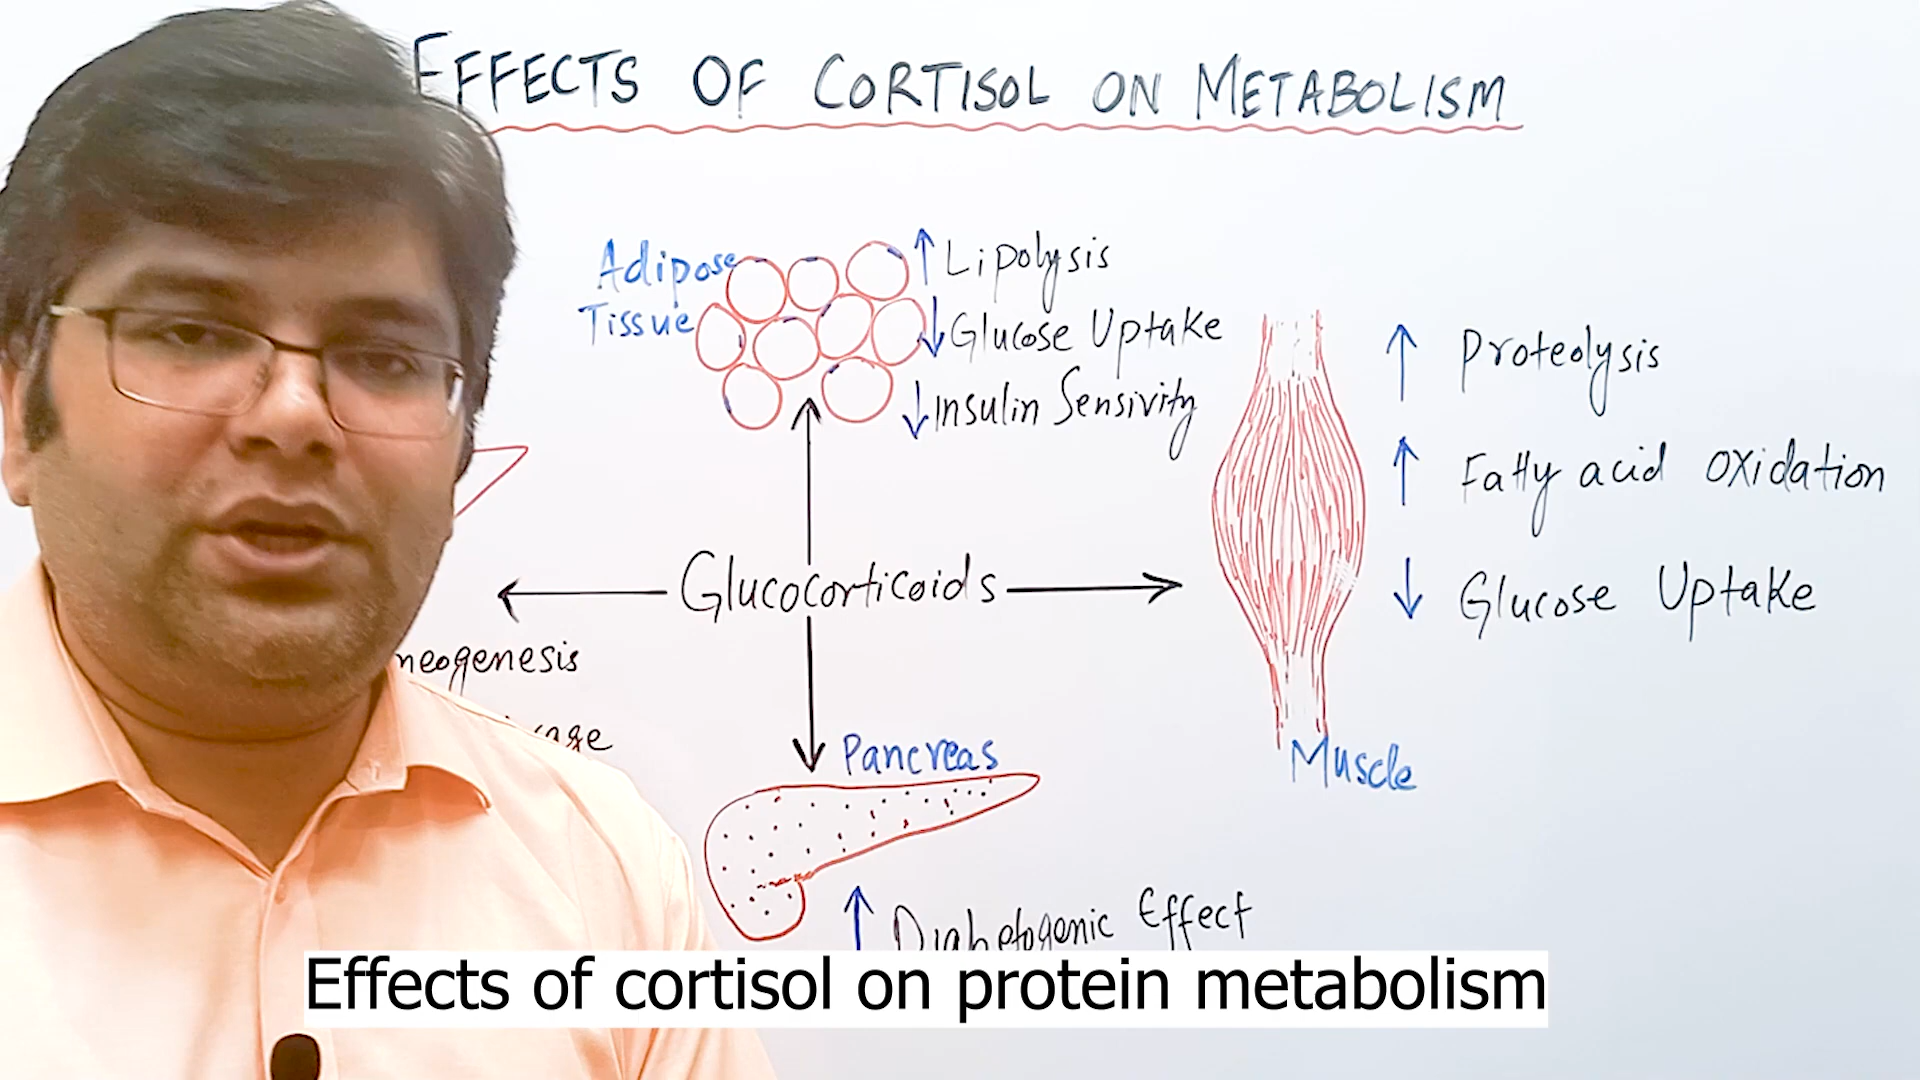 EFFECTS OF CORTISOL ON METABOLISM
Adipose
Tissue
↑ Lipolysis
↓ Glucose Uptake
↓ Insulin Sensivity
↑ Proteolysis
↑ Fatty acid oxidation
↓ Glucose Uptake
Muscle
Glucocorticoids
neogenesis
Pancreas
↑ Diabetogenic Effect
Effects of cortisol on protein metabolism